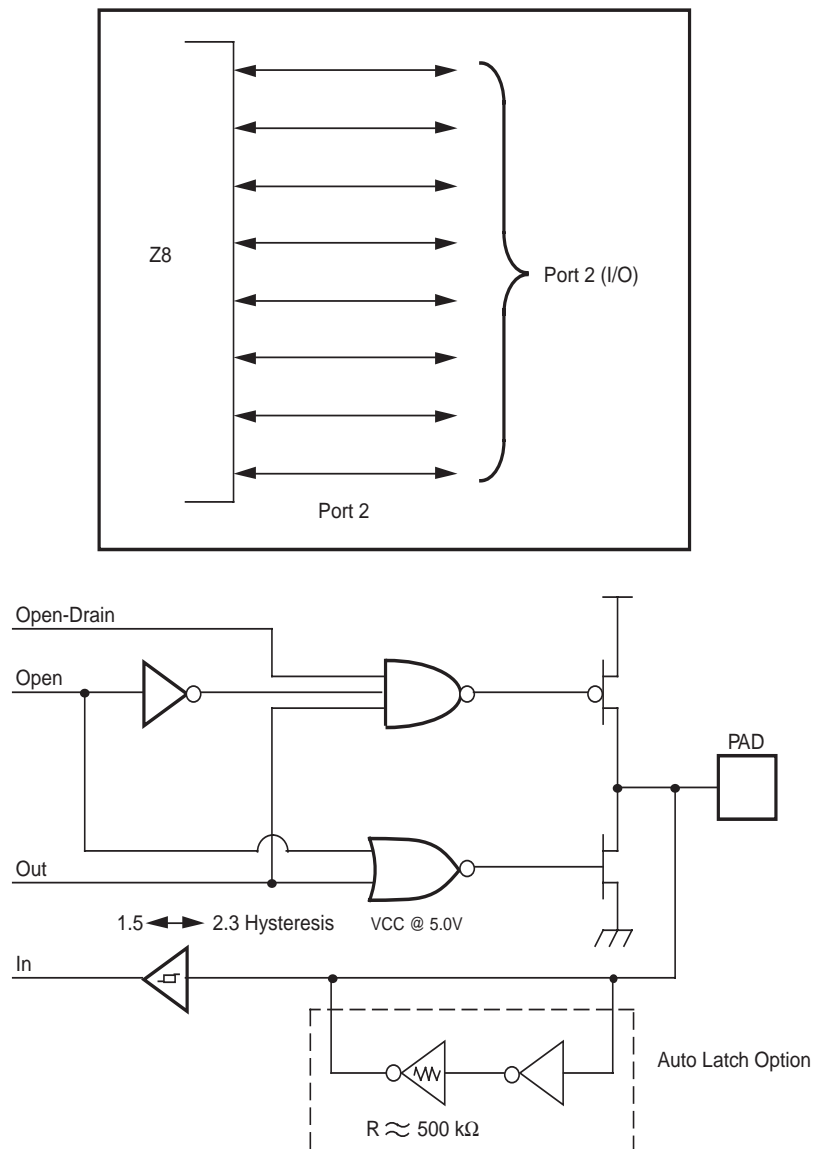 Z8
Port 2 (I/O)
Port 2
Open-Drain
Open
PAD
Out
1.5 2.3 Hysteresis
VCC @ 5.0V
In
Auto Latch Option
R ≈ 500 kΩ